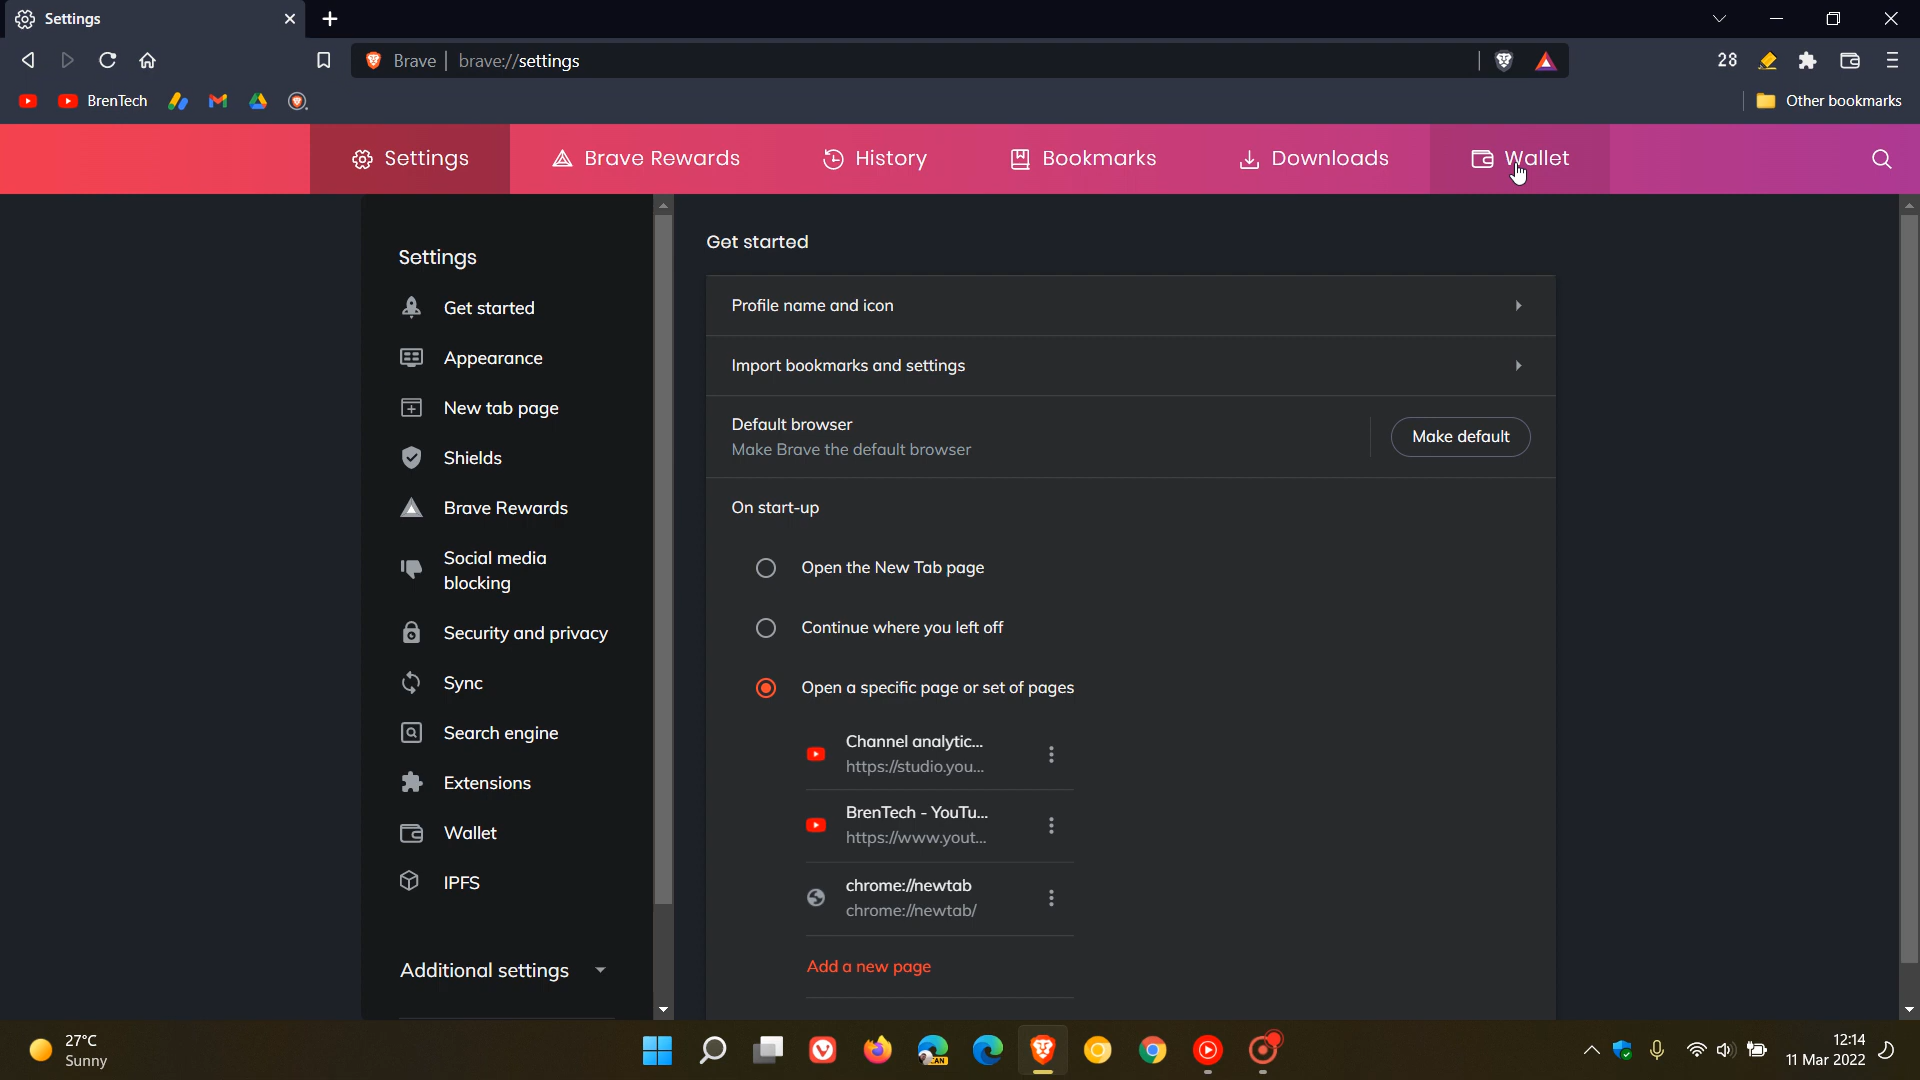 Settings
Brave
brave://settings
28
BrenTech
Other bookmarks
Settings
Brave Rewards
History
Bookmarks
Downloads
Wallet
Settings
Get started
Appearance
New tab page
Shields
Brave Rewards
Social media
blocking
Security and privacy
Sync
Search engine
Extensions
Wallet
IPFS
Additional settings
Get started
Profile name and icon
Import bookmarks and settings
Default browser
Make Brave the default browser
Make default
On start-up
Open the New Tab page
Continue where you left off
Open a specific page or set of pages
Channel analytic...
https://studio.you...
BrenTech - YouTu...
https://www.yout...
chrome://newtab
chrome://newtab/
Add a new page
27°C
Sunny
CAN
12:14
11 Mar 2022